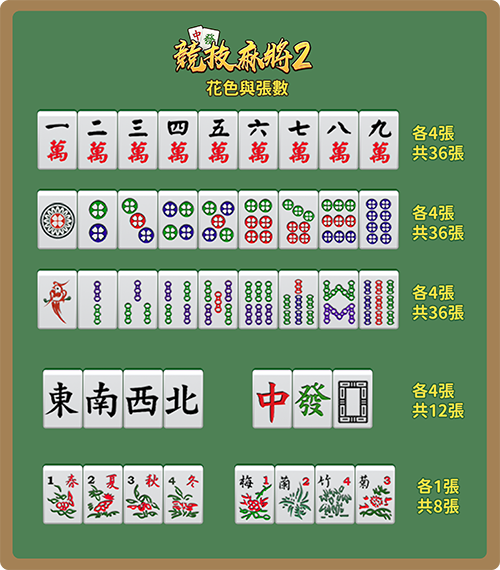 中發
競技麻將2
花色與張數
一萬 二萬 三萬 四萬 五萬 六萬 七萬 八萬 九萬
各4張
共36張
各4張
共36張
各4張
共36張
東 南 西 北 中 發
各4張
共12張
1春 2夏 3秋 4冬 梅1 蘭2 竹4 菊3
各1張
共8張